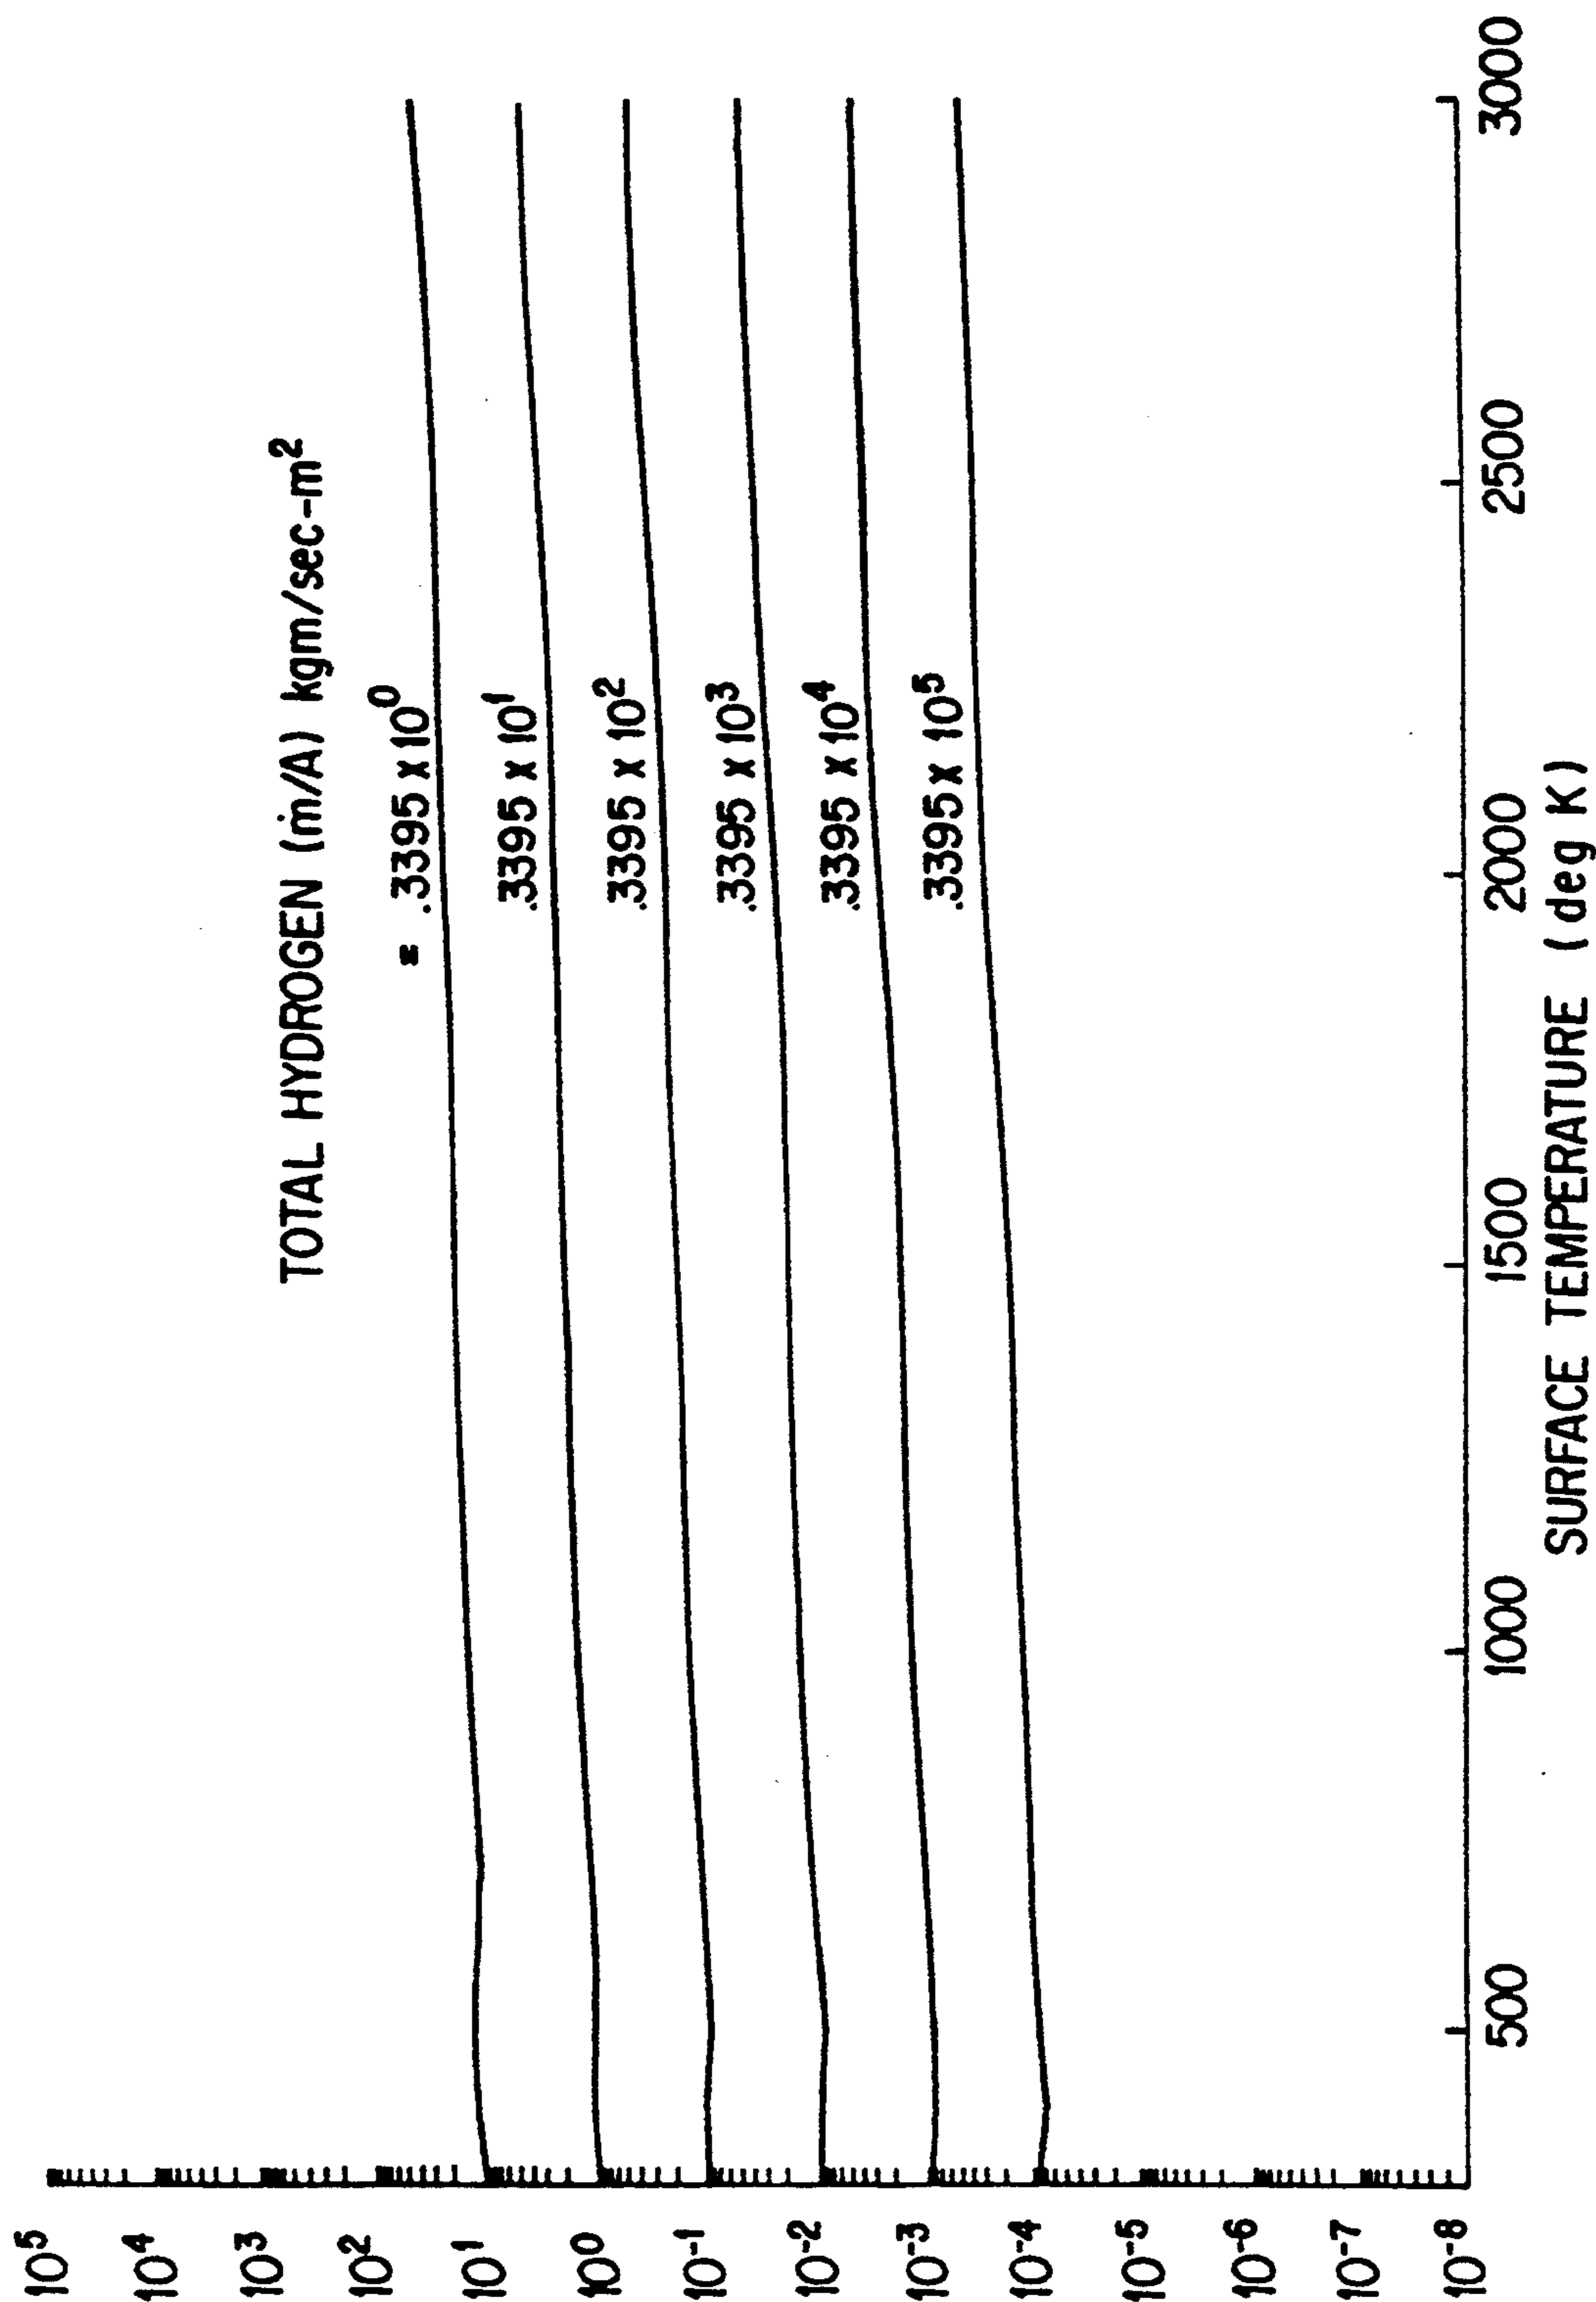 TOTAL HYDROGEN (ṁ/A) kgm/sec-m²
= .3395 x 10⁰
.3395 x 10¹
.3395 x 10²
.3395 x 10³
.3395 x 10⁴
.3395 x 10⁵
10⁵
10⁴
10³
10²
10¹
10⁰
10⁻¹
10⁻²
10⁻³
10⁻⁴
10⁻⁵
10⁻⁶
10⁻⁷
10⁻⁸
500 1000 1500 2000 2500 3000
SURFACE TEMPERATURE (deg K)